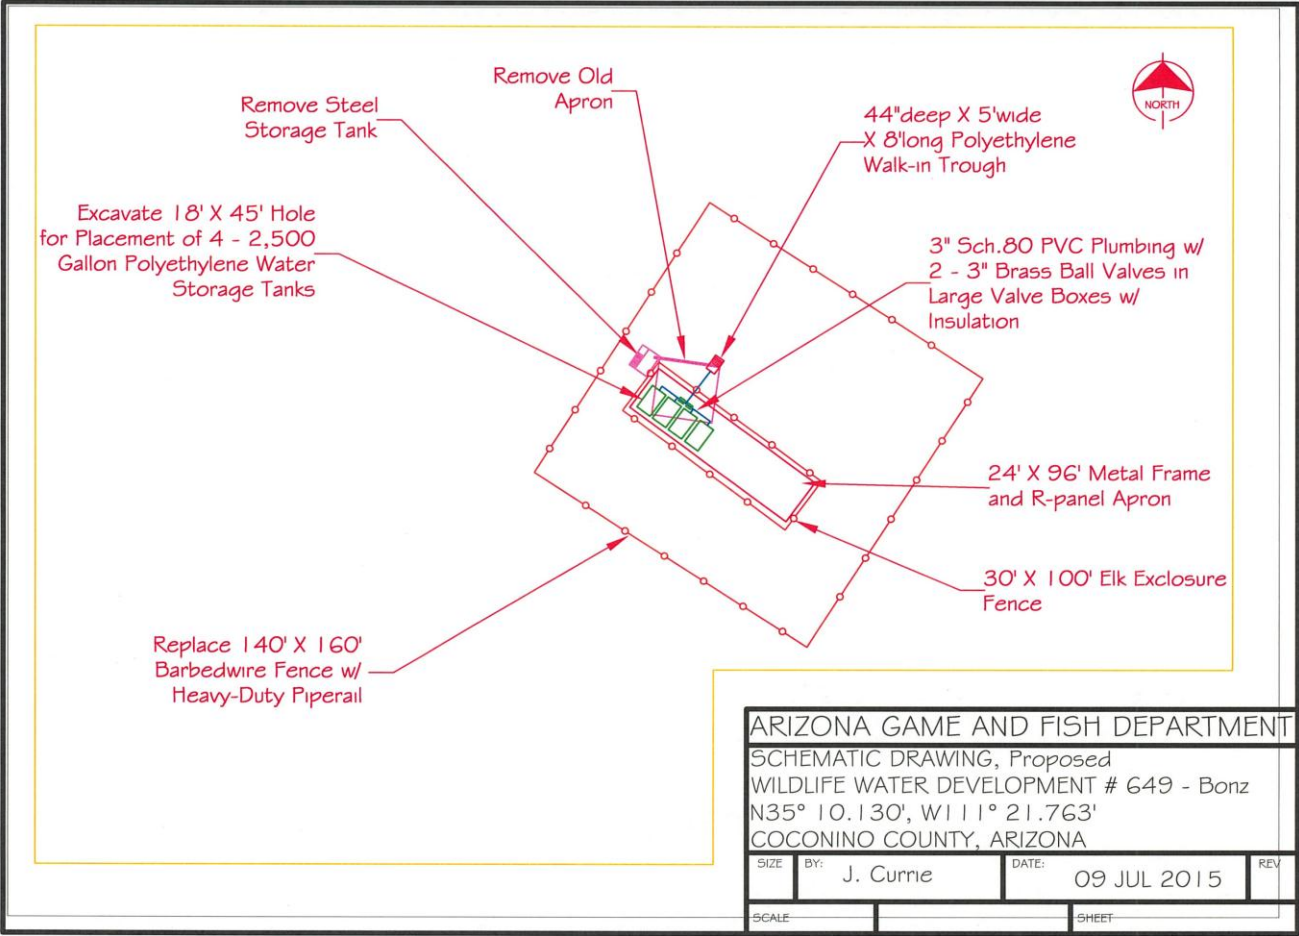 Remove Old
Apron
Remove Steel
Storage Tank
44"deep X 5'wide
X 8'long Polyethylene
Walk-in Trough
NORTH
Excavate 18' X 45' Hole
for Placement of 4 - 2,500
Gallon Polyethylene Water
Storage Tanks
3" Sch.80 PVC Plumbing w/
2 - 3" Brass Ball Valves in
Large Valve Boxes w/
Insulation
24' X 96' Metal Frame
and R-panel Apron
30' X 100' Elk Exclosure
Fence
Replace 140' X 160'
Barbedwire Fence w/
Heavy-Duty Piperail
ARIZONA GAME AND FISH DEPARTMENT
SCHEMATIC DRAWING, Proposed
WILDLIFE WATER DEVELOPMENT # 649 - Bonz
N35° 10.130', W111° 21.763'
COCONINO COUNTY, ARIZONA
SIZE
BY: J. Currie
DATE: 09 JUL 2015
REV
SCALE
SHEET